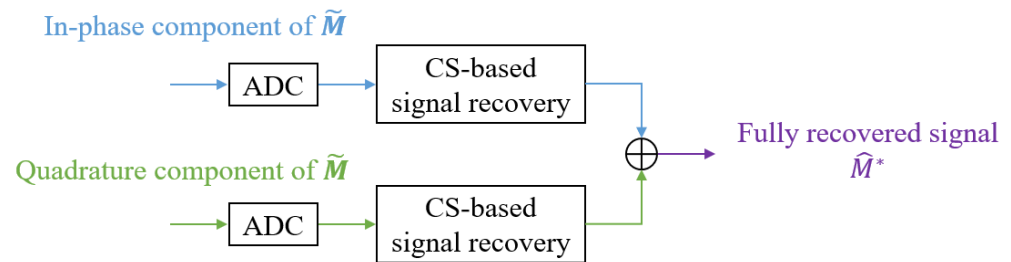 In-phase component of M̃
ADC
CS-based
signal recovery
Fully recovered signal
M̂*
Quadrature component of M̃
ADC
CS-based
signal recovery